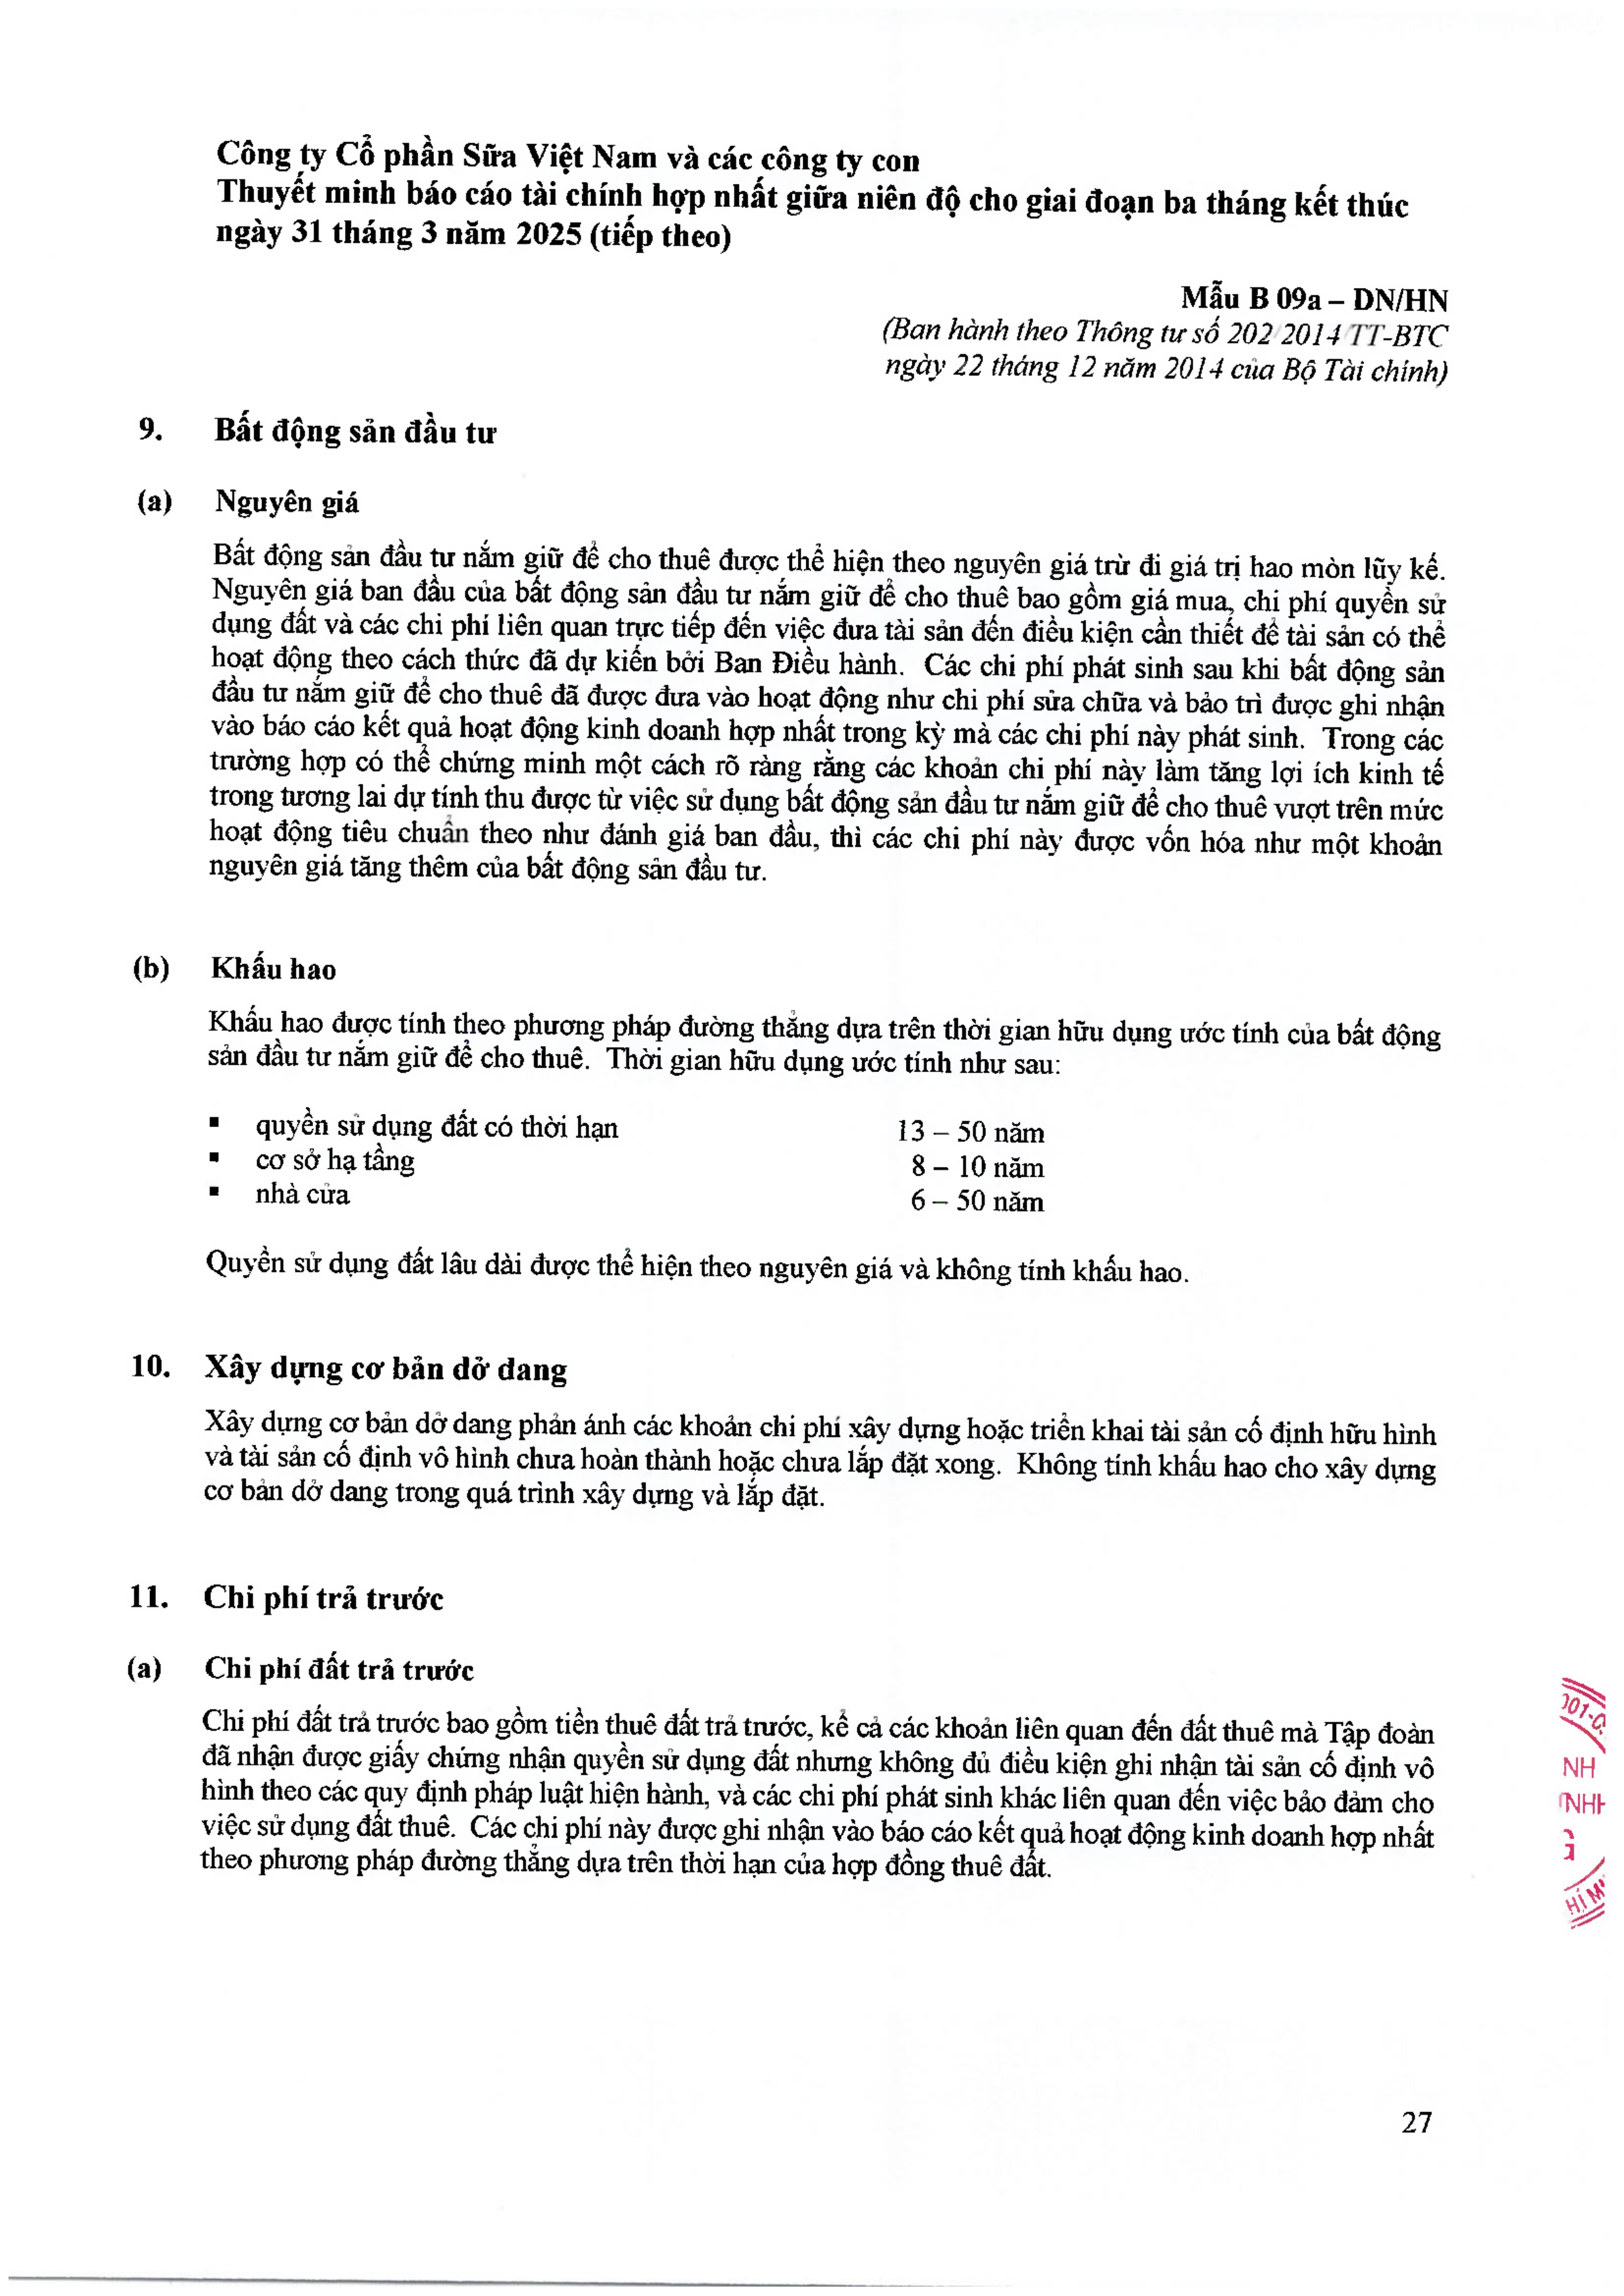 Công ty Cổ phần Sữa Việt Nam và các công ty con
Thuyết minh báo cáo tài chính hợp nhất giữa niên độ cho giai đoạn ba tháng kết thúc
ngày 31 tháng 3 năm 2025 (tiếp theo)
Mẫu B 09a – DN/HN
(Ban hành theo Thông tư số 202/2014/TT-BTC
ngày 22 tháng 12 năm 2014 của Bộ Tài chính)
9. Bất động sản đầu tư
(a) Nguyên giá
Bất động sản đầu tư nắm giữ để cho thuê được thể hiện theo nguyên giá trừ đi giá trị hao mòn lũy kế.
Nguyên giá ban đầu của bất động sản đầu tư nắm giữ để cho thuê bao gồm giá mua, chi phí quyền sử
dụng đất và các chi phí liên quan trực tiếp đến việc đưa tài sản đến điều kiện cần thiết để tài sản có thể
hoạt động theo cách thức đã dự kiến bởi Ban Điều hành. Các chi phí phát sinh sau khi bất động sản
đầu tư nắm giữ để cho thuê đã được đưa vào hoạt động như chi phí sửa chữa và bảo trì được ghi nhận
vào báo cáo kết quả hoạt động kinh doanh hợp nhất trong kỳ mà các chi phí này phát sinh. Trong các
trường hợp có thể chứng minh một cách rõ ràng rằng các khoản chi phí này làm tăng lợi ích kinh tế
trong tương lai dự tính thu được từ việc sử dụng bất động sản đầu tư nắm giữ để cho thuê vượt trên mức
hoạt động tiêu chuẩn theo như đánh giá ban đầu, thì các chi phí này được vốn hóa như một khoản
nguyên giá tăng thêm của bất động sản đầu tư.
(b) Khấu hao
Khấu hao được tính theo phương pháp đường thẳng dựa trên thời gian hữu dụng ước tính của bất động
sản đầu tư nắm giữ để cho thuê. Thời gian hữu dụng ước tính như sau:
▪ quyền sử dụng đất có thời hạn 13 – 50 năm
▪ cơ sở hạ tầng 8 – 10 năm
▪ nhà cửa 6 – 50 năm
Quyền sử dụng đất lâu dài được thể hiện theo nguyên giá và không tính khấu hao.
10. Xây dựng cơ bản dở dang
Xây dựng cơ bản dở dang phản ánh các khoản chi phí xây dựng hoặc triển khai tài sản cố định hữu hình
và tài sản cố định vô hình chưa hoàn thành hoặc chưa lắp đặt xong. Không tính khấu hao cho xây dựng
cơ bản dở dang trong quá trình xây dựng và lắp đặt.
11. Chi phí trả trước
(a) Chi phí đất trả trước
Chi phí đất trả trước bao gồm tiền thuê đất trả trước, kể cả các khoản liên quan đến đất thuê mà Tập đoàn
đã nhận được giấy chứng nhận quyền sử dụng đất nhưng không đủ điều kiện ghi nhận tài sản cố định vô
hình theo các quy định pháp luật hiện hành, và các chi phí phát sinh khác liên quan đến việc bảo đảm cho
việc sử dụng đất thuê. Các chi phí này được ghi nhận vào báo cáo kết quả hoạt động kinh doanh hợp nhất
theo phương pháp đường thẳng dựa trên thời hạn của hợp đồng thuê đất.
NH
27